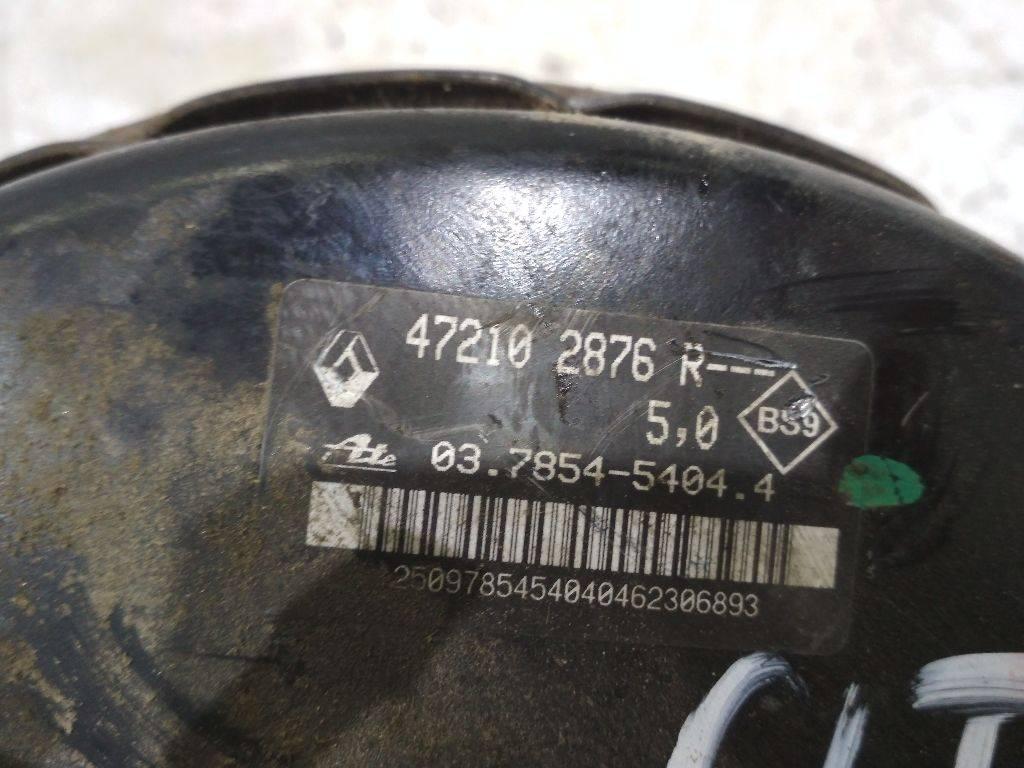 47210 2876 R---
5,0
BS9
Ate 03.7854-5404.4
2509785454040462306893